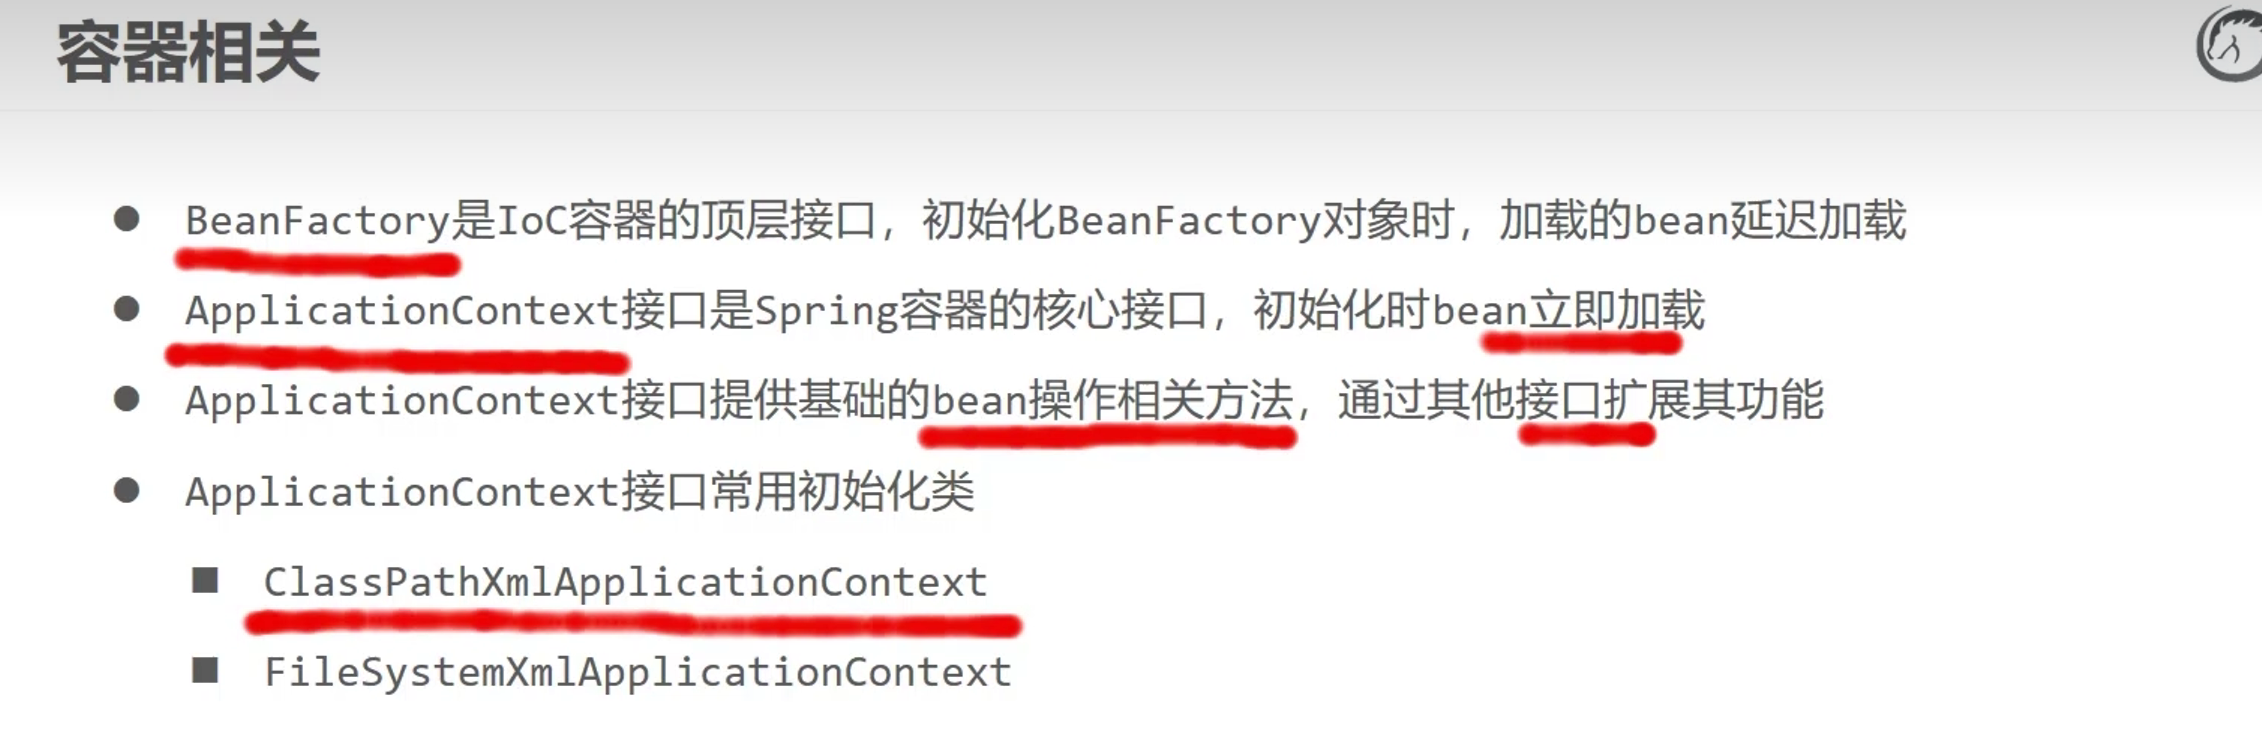 容器相关
● BeanFactory是IoC容器的顶层接口，初始化BeanFactory对象时，加载的bean延迟加载
● ApplicationContext接口是Spring容器的核心接口，初始化时bean立即加载
● ApplicationContext接口提供基础的bean操作相关方法，通过其他接口扩展其功能
● ApplicationContext接口常用初始化类
■ ClassPathXmlApplicationContext
■ FileSystemXmlApplicationContext